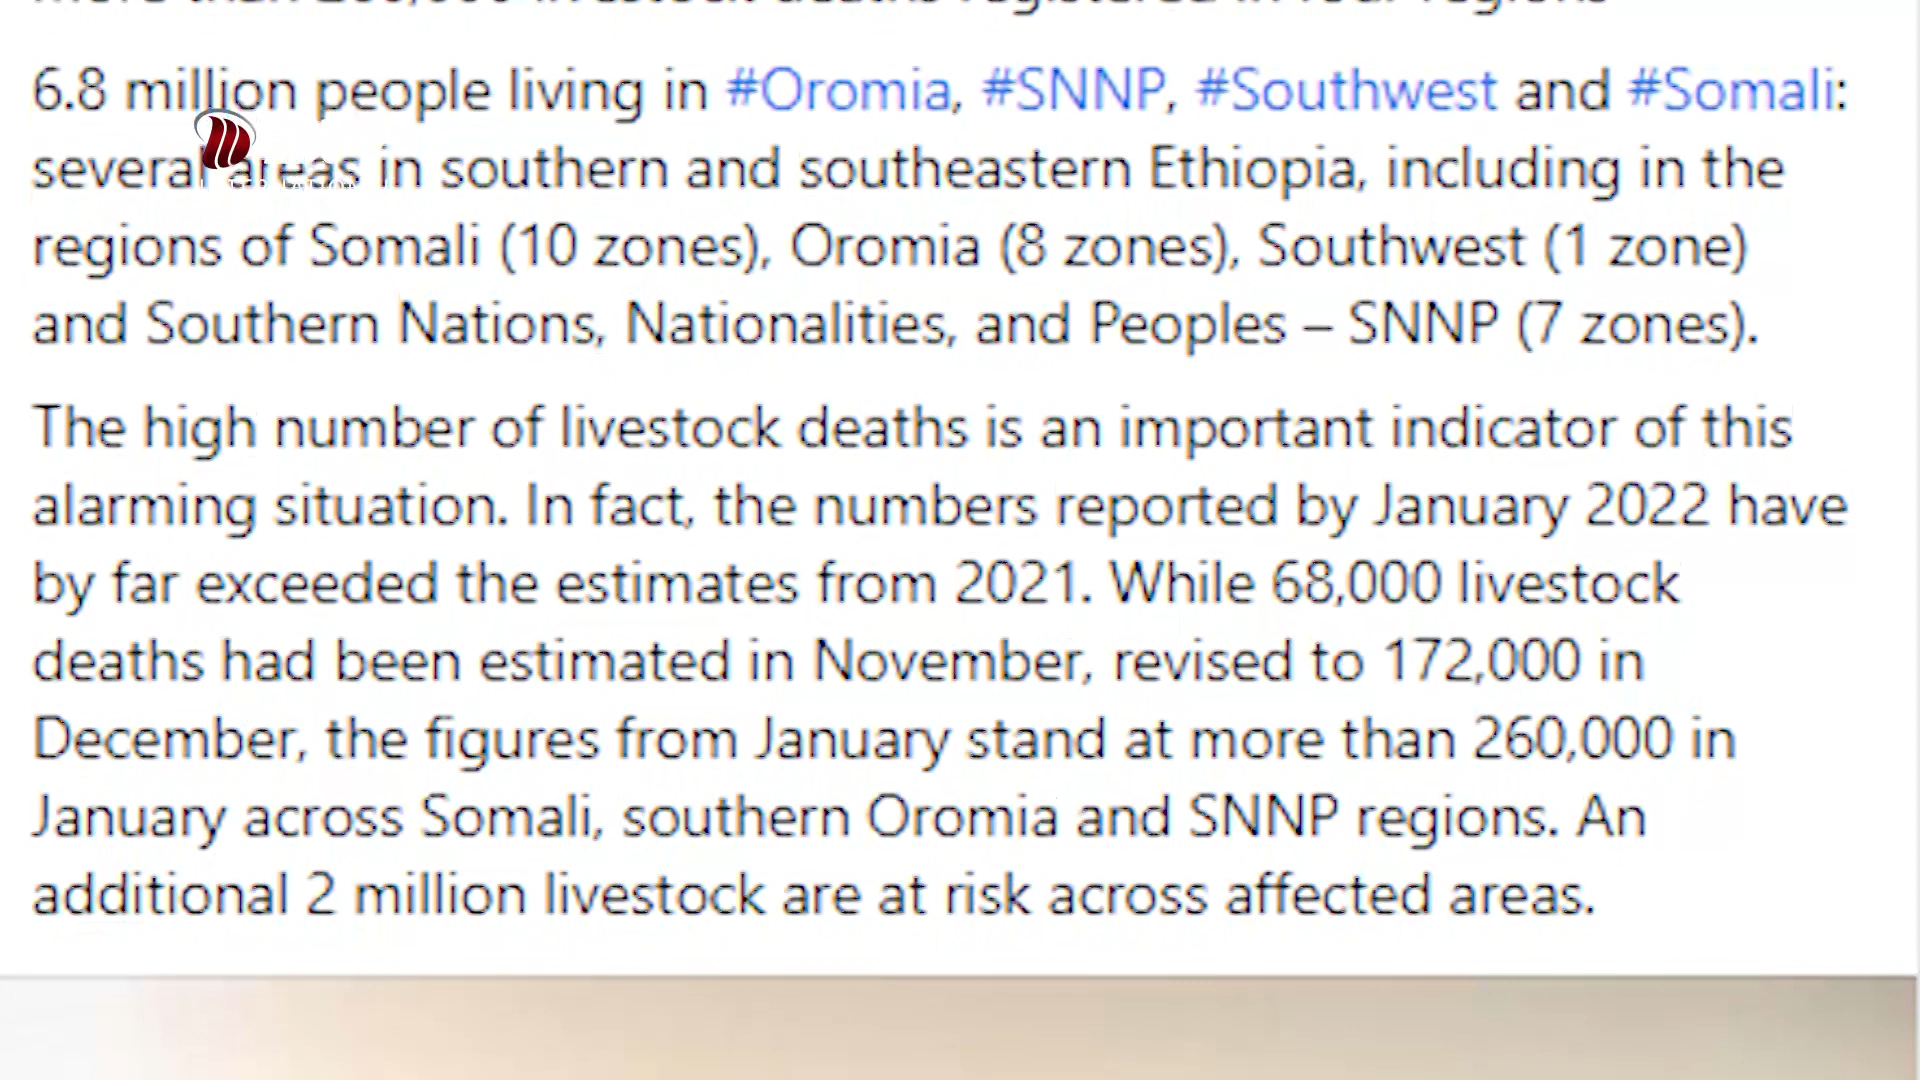 6.8 million people living in #Oromia, #SNNP, #Southwest and #Somali:
several areas in southern and southeastern Ethiopia, including in the
regions of Somali (10 zones), Oromia (8 zones), Southwest (1 zone)
and Southern Nations, Nationalities, and Peoples – SNNP (7 zones).
The high number of livestock deaths is an important indicator of this
alarming situation. In fact, the numbers reported by January 2022 have
by far exceeded the estimates from 2021. While 68,000 livestock
deaths had been estimated in November, revised to 172,000 in
December, the figures from January stand at more than 260,000 in
January across Somali, southern Oromia and SNNP regions. An
additional 2 million livestock are at risk across affected areas.